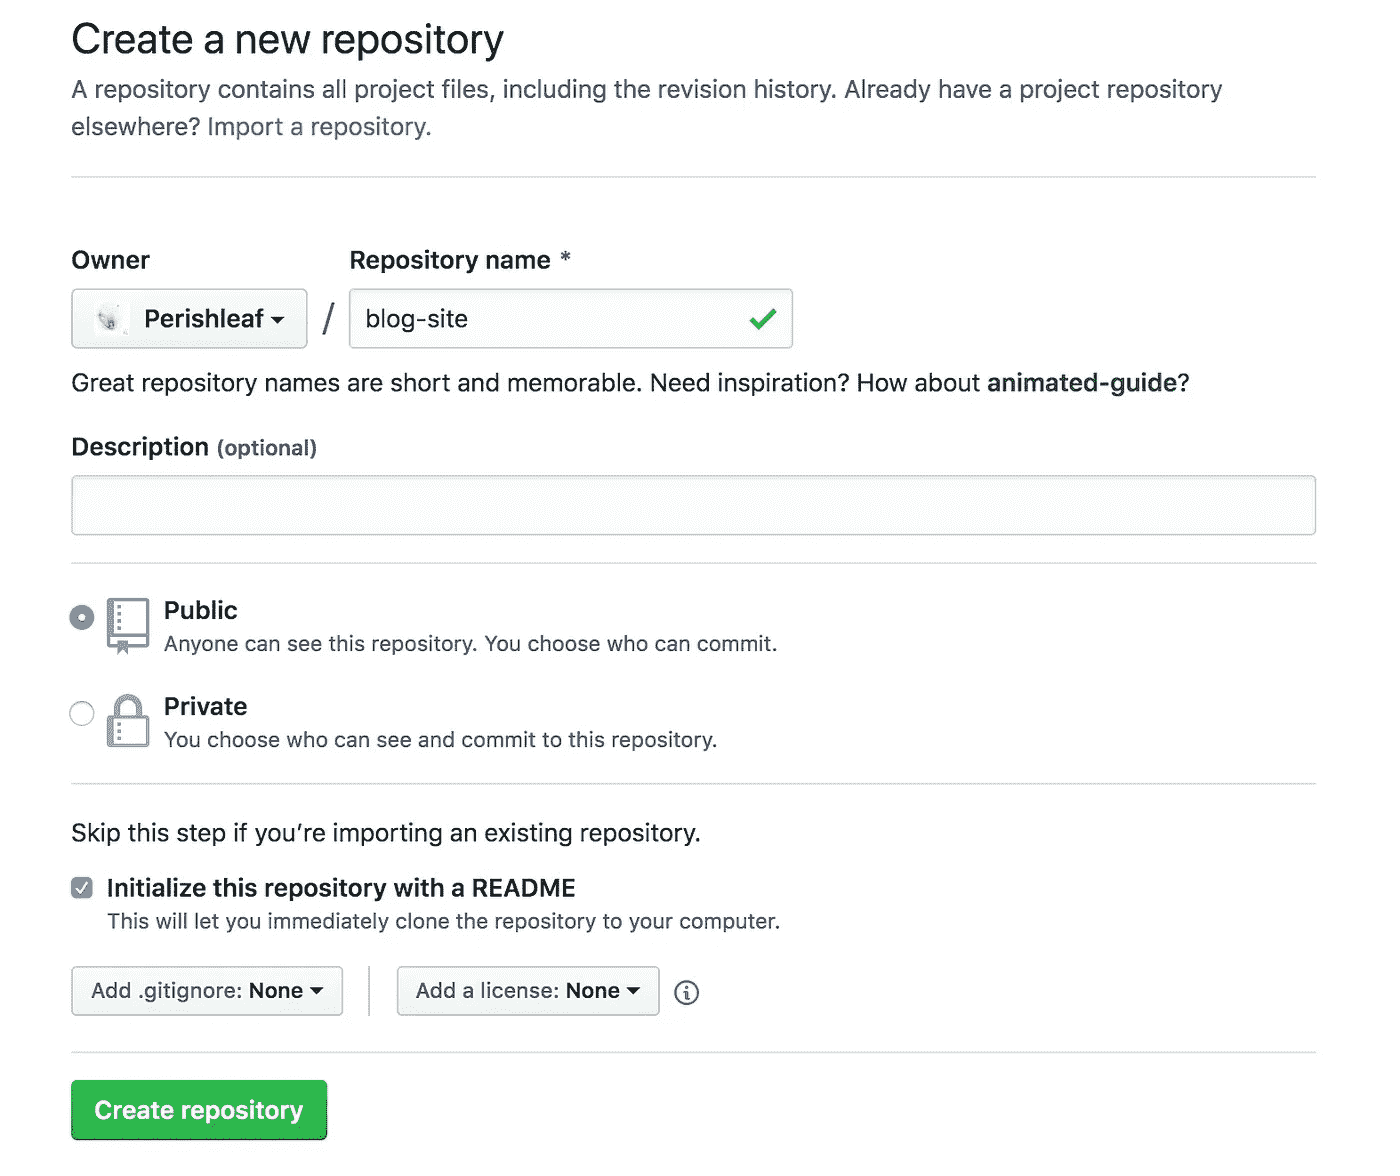 Create a new repository
A repository contains all project files, including the revision history. Already have a project repository
elsewhere? Import a repository.
Owner
Repository name *
Perishleaf
/
blog-site
Great repository names are short and memorable. Need inspiration? How about animated-guide?
Description (optional)
Public
Anyone can see this repository. You choose who can commit.
Private
You choose who can see and commit to this repository.
Skip this step if you’re importing an existing repository.
Initialize this repository with a README
This will let you immediately clone the repository to your computer.
Add .gitignore: None
Add a license: None
Create repository